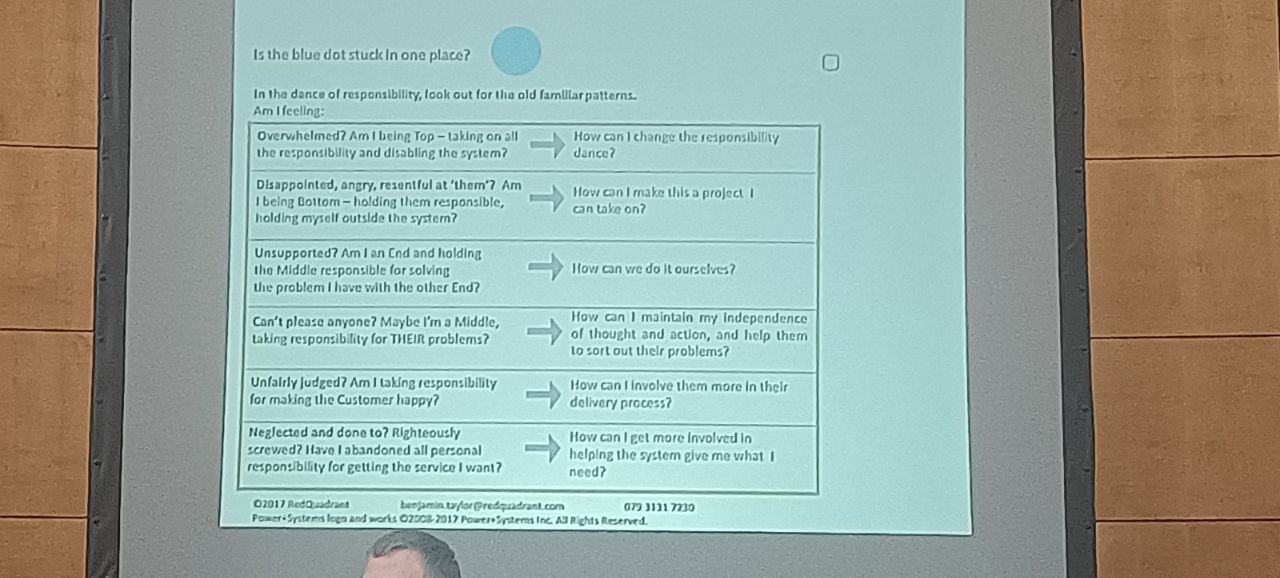 Is the blue dot stuck in one place?
In the dance of responsibility, look out for the old familiar patterns.
Am I feeling:
Overwhelmed? Am I being Top – taking on all
the responsibility and disabling the system?
How can I change the responsibility
dance?
Disappointed, angry, resentful at ‘them’? Am
I being Bottom – holding them responsible,
holding myself outside the system?
How can I make this a project I
can take on?
Unsupported? Am I an End and holding
the Middle responsible for solving
the problem I have with the other End?
How can we do it ourselves?
Can’t please anyone? Maybe I’m a Middle,
taking responsibility for THEIR problems?
How can I maintain my independence
of thought and action, and help them
to sort out their problems?
Unfairly judged? Am I taking responsibility
for making the Customer happy?
How can I involve them more in their
delivery process?
Neglected and done to? Righteously
screwed? Have I abandoned all personal
responsibility for getting the service I want?
How can I get more involved in
helping the system give me what I
need?
©2017 RedQuadrant benjamin.taylor@redquadrant.com 079 3131 7230
Power+Systems logo and works ©2008-2017 Power+Systems Inc. All Rights Reserved.